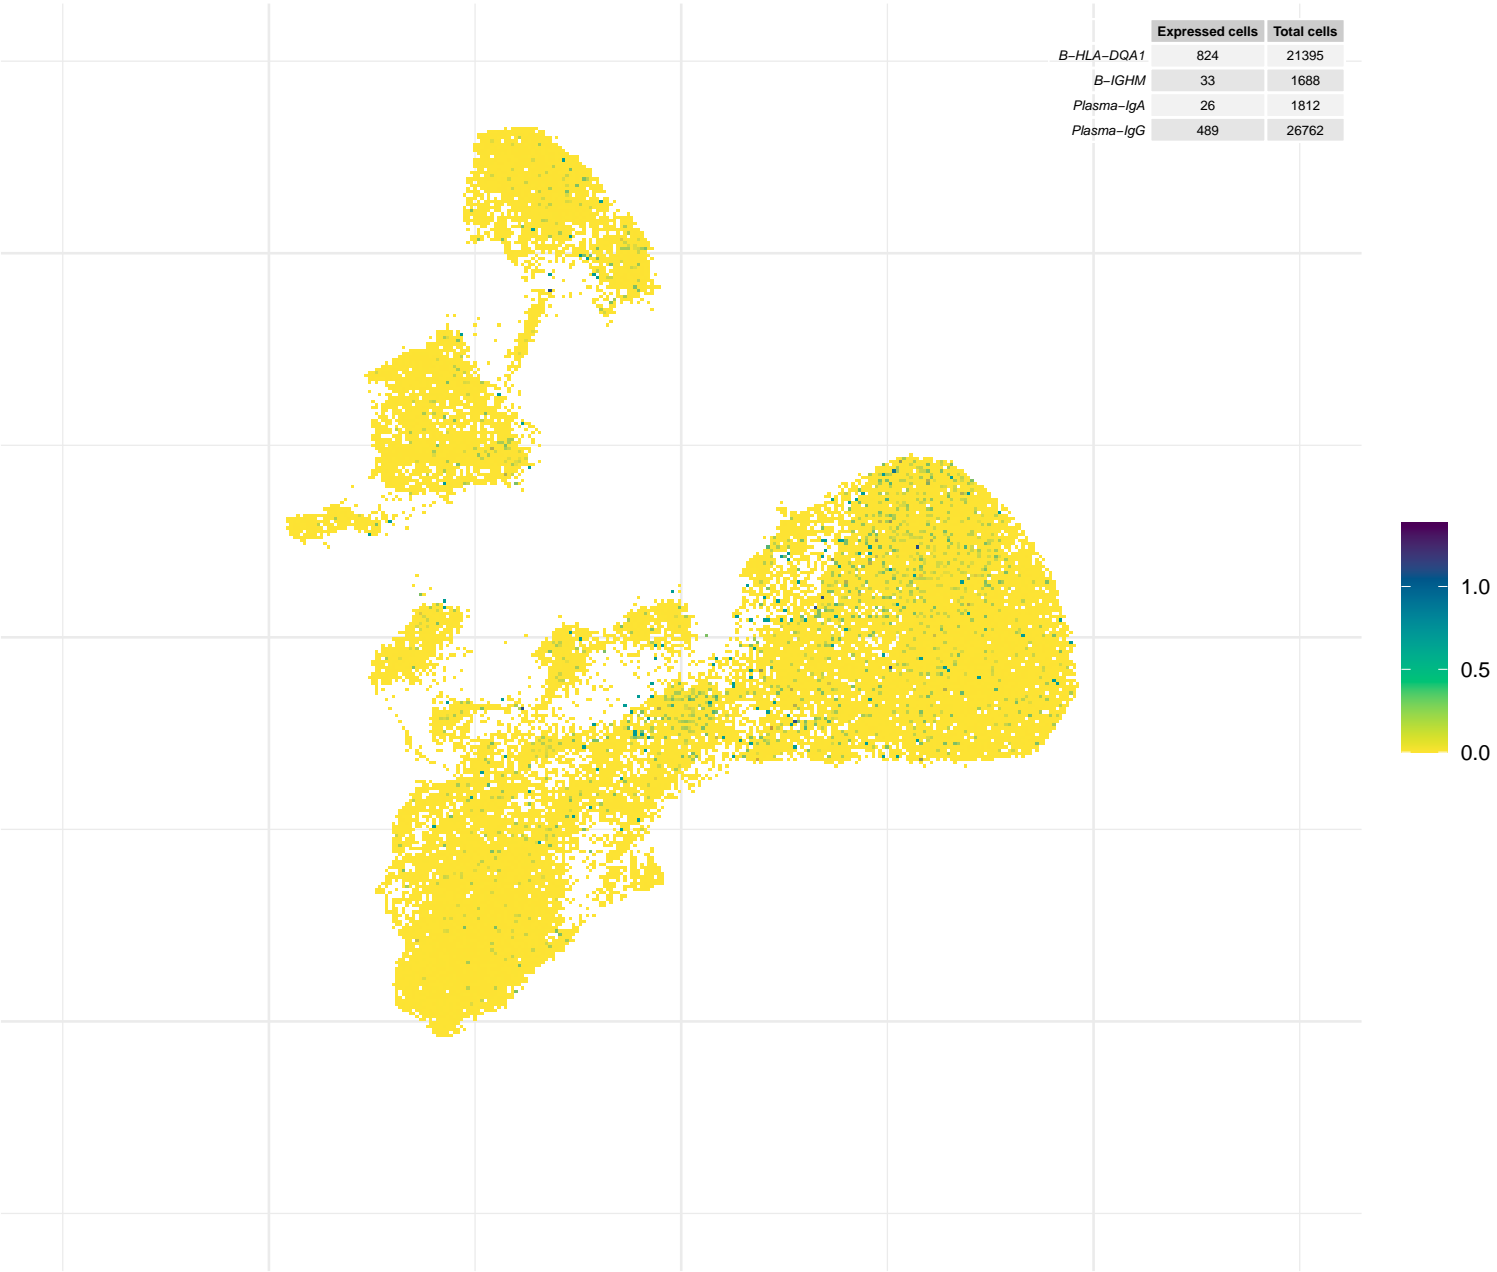 Expressed cells Total cells
B−HLA−DQA1 824 21395
B−IGHM 33 1688
Plasma−IgA 26 1812
Plasma−IgG 489 26762
1.0
0.5
0.0